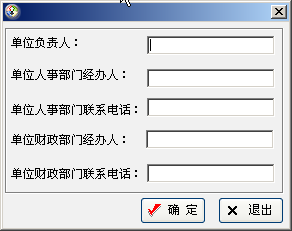 单位负责人：
单位人事部门经办人：
单位人事部门联系电话：
单位财政部门经办人：
单位财政部门联系电话：
确 定 退出